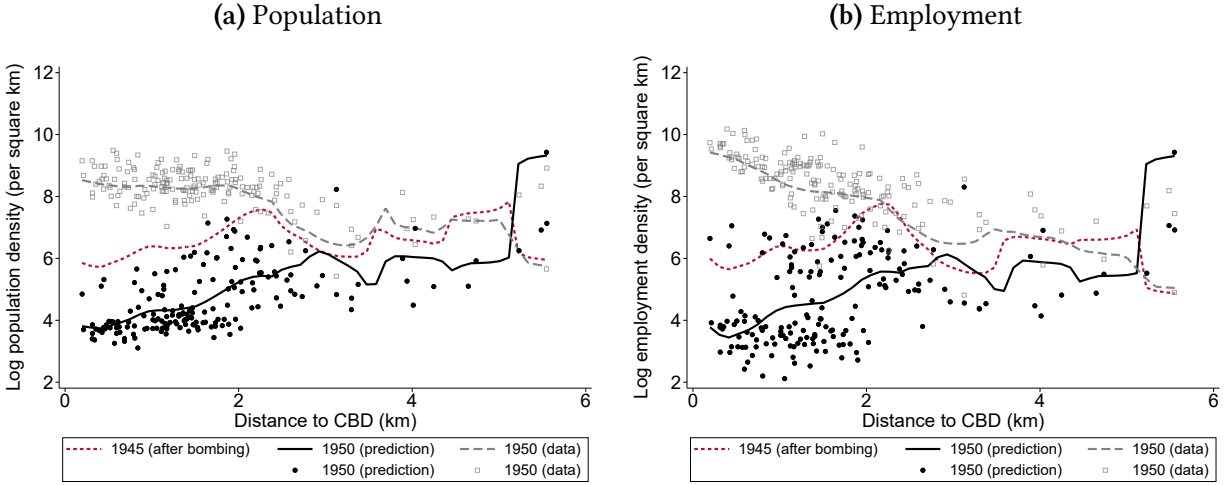 (a) Population
Log population density (per square km)
12
10
8
6
4
2
0 2 4 6
Distance to CBD (km)
1945 (after bombing) 1950 (prediction) 1950 (data)
1950 (prediction) 1950 (data)
(b) Employment
Log employment density (per square km)
12
10
8
6
4
2
0 2 4 6
Distance to CBD (km)
1945 (after bombing) 1950 (prediction) 1950 (data)
1950 (prediction) 1950 (data)